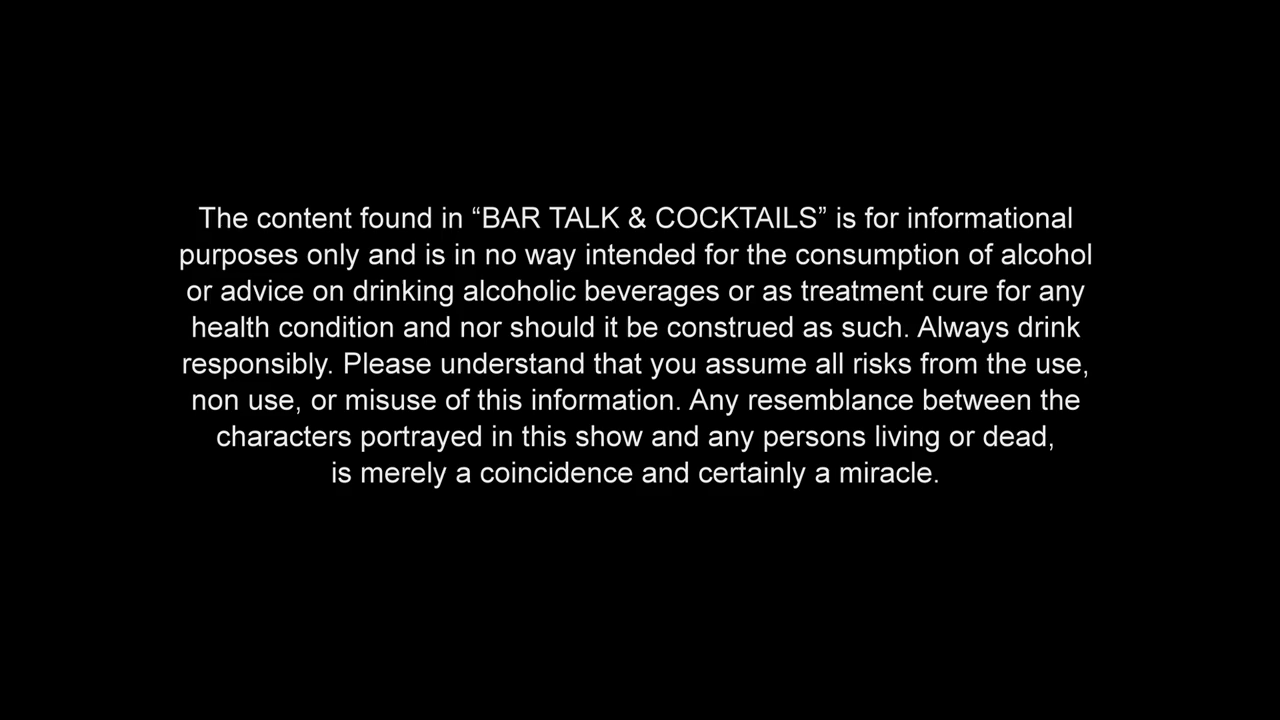 The content found in “BAR TALK & COCKTAILS” is for informational
purposes only and is in no way intended for the consumption of alcohol
or advice on drinking alcoholic beverages or as treatment cure for any
health condition and nor should it be construed as such. Always drink
responsibly. Please understand that you assume all risks from the use,
non use, or misuse of this information. Any resemblance between the
characters portrayed in this show and any persons living or dead,
is merely a coincidence and certainly a miracle.